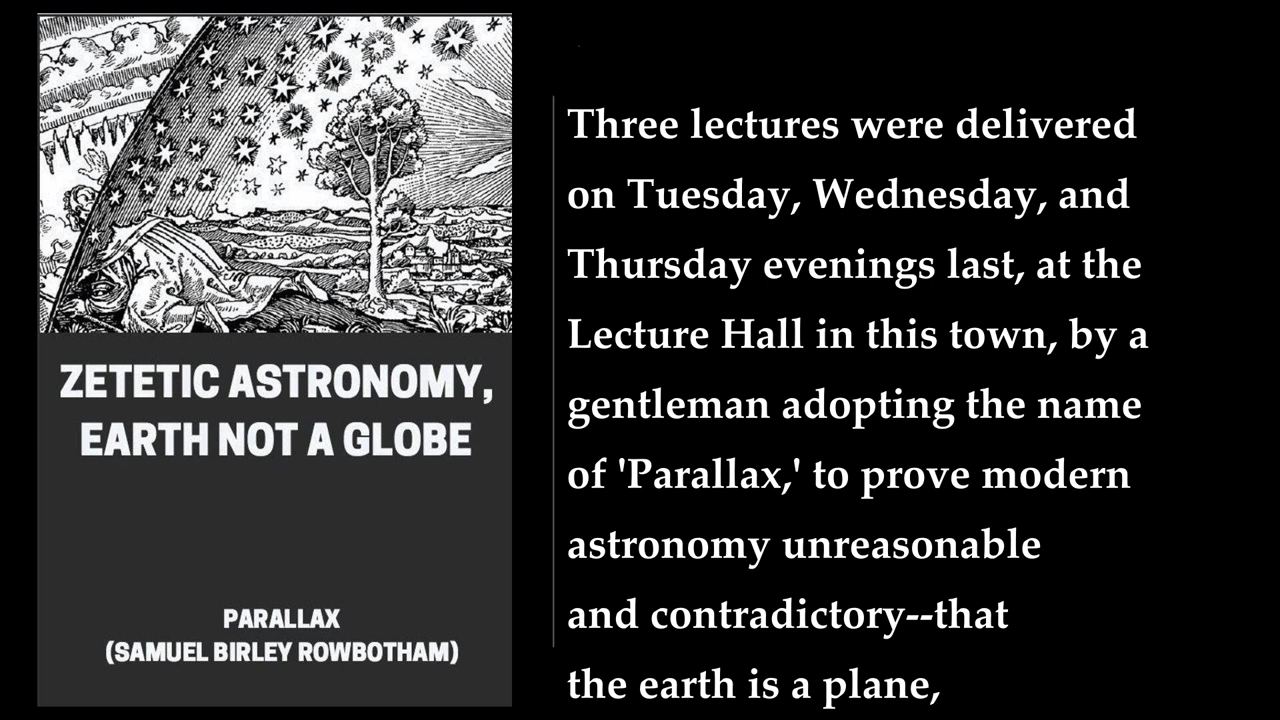 ZETETIC ASTRONOMY,
EARTH NOT A GLOBE
PARALLAX
(SAMUEL BIRLEY ROWBOTHAM)
Three lectures were delivered
on Tuesday, Wednesday, and
Thursday evenings last, at the
Lecture Hall in this town, by a
gentleman adopting the name
of 'Parallax,' to prove modern
astronomy unreasonable
and contradictory--that
the earth is a plane,